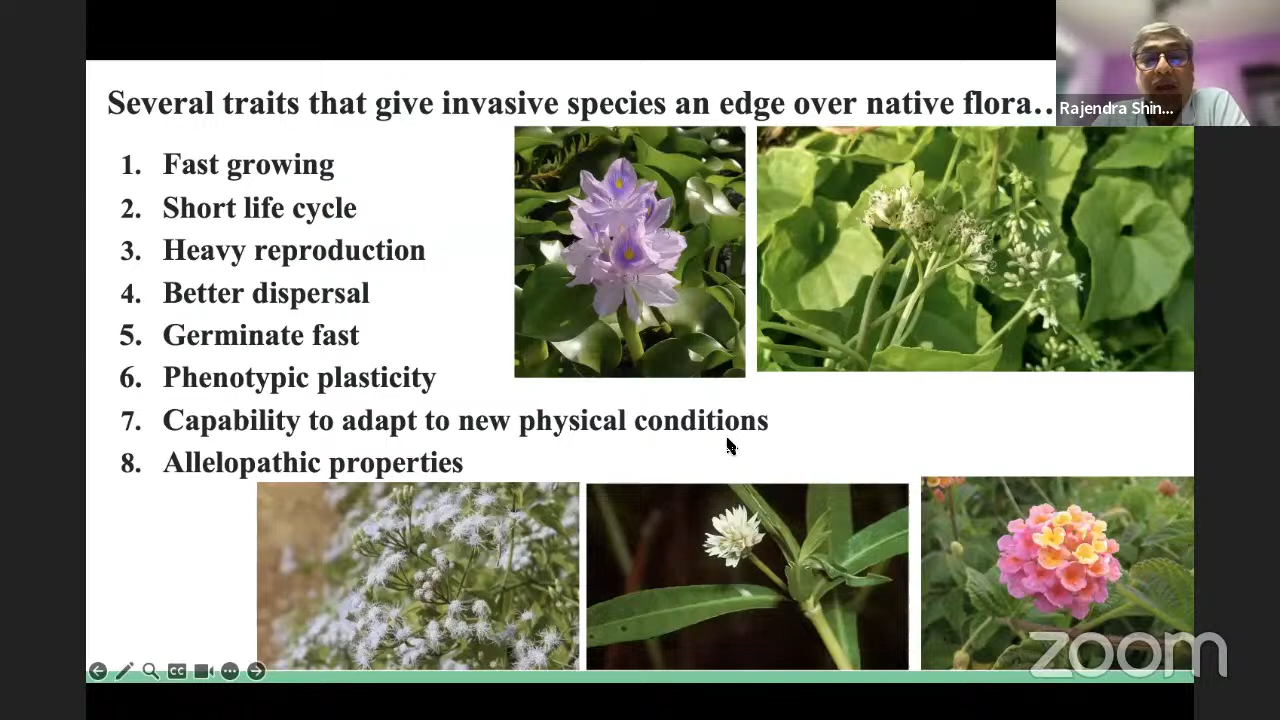 Several traits that give invasive species an edge over native flora..
Rajendra Shin...
1. Fast growing
2. Short life cycle
3. Heavy reproduction
4. Better dispersal
5. Germinate fast
6. Phenotypic plasticity
7. Capability to adapt to new physical conditions
8. Allelopathic properties
CC
zoom